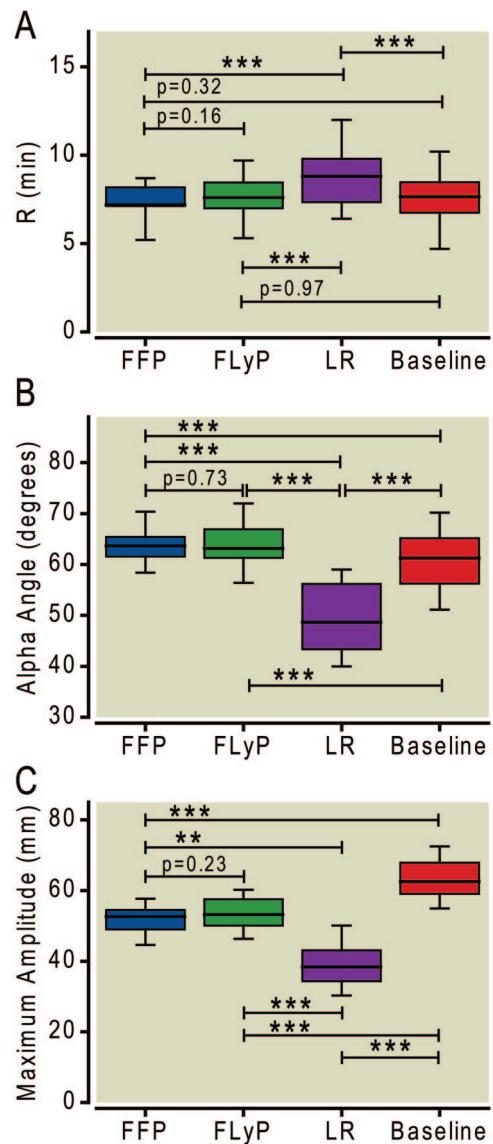 A
R (min)
15
10
5
0
***
***
p=0.32
p=0.16
***
p=0.97
FFP FLyP LR Baseline
B
Alpha Angle (degrees)
80
70
60
50
40
30
***
***
p=0.73 *** ***
***
FFP FLyP LR Baseline
C
Maximum Amplitude (mm)
80
60
40
20
0
***
**
p=0.23
***
***
***
FFP FLyP LR Baseline